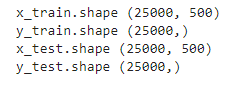 x_train.shape (25000, 500)
y_train.shape (25000,)
x_test.shape (25000, 500)
y_test.shape (25000,)